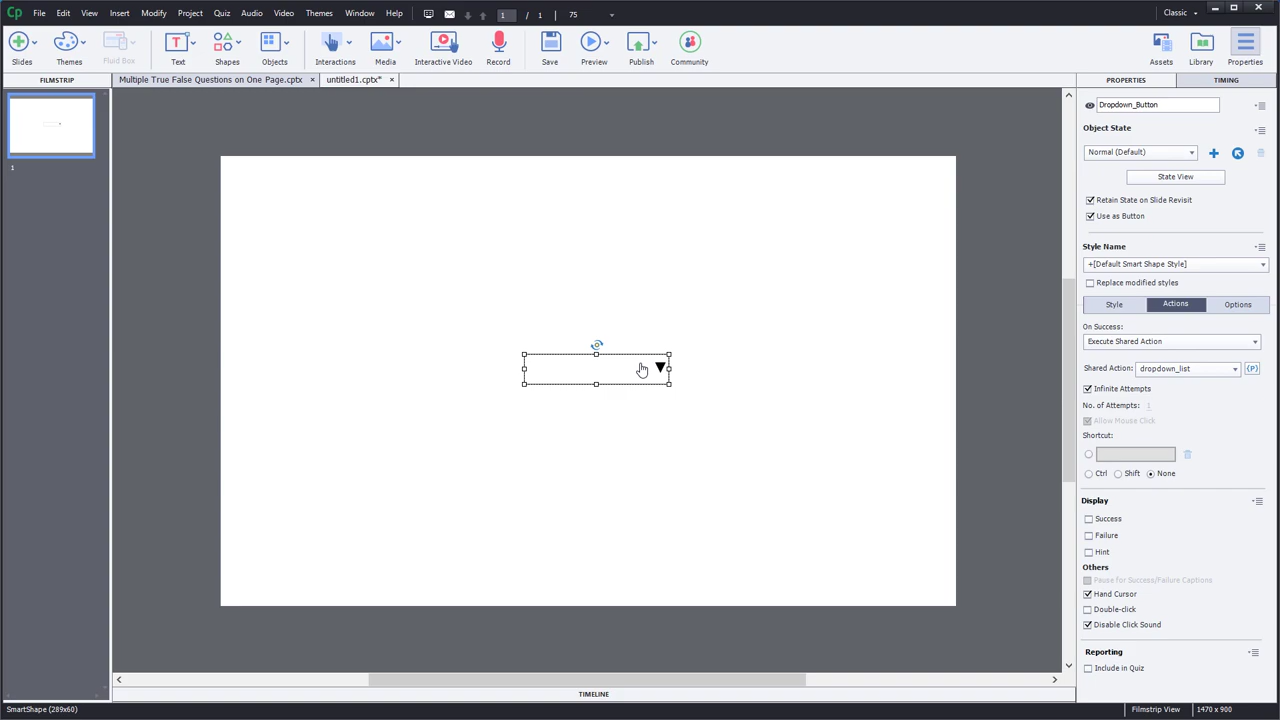 Cp File Edit View Insert Modify Project Quiz Audio Video Themes Window Help 1 / 1 75 Classic
Slides Themes Fluid Box Text Shapes Objects Interactions Media Interactive Video Record Save Preview Publish Community Assets Library Properties
FILMSTRIP Multiple True False Questions on One Page.cptx × untitled1.cptx* × PROPERTIES TIMING
Dropdown_Button
Object State
Normal (Default)
State View
Retain State on Slide Revisit
Use as Button
Style Name
+[Default Smart Shape Style]
Replace modified styles
Style Actions Options
On Success:
Execute Shared Action
Shared Action: dropdown_list {P}
Infinite Attempts
No. of Attempts: 1
Allow Mouse Click
Shortcut:
Ctrl Shift None
Display
Success
Failure
Hint
Others
Pause for Success/Failure Captions
Hand Cursor
Double-click
Disable Click Sound
Reporting
Include in Quiz
1
TIMELINE
SmartShape (289x60) Filmstrip View 1470 x 900